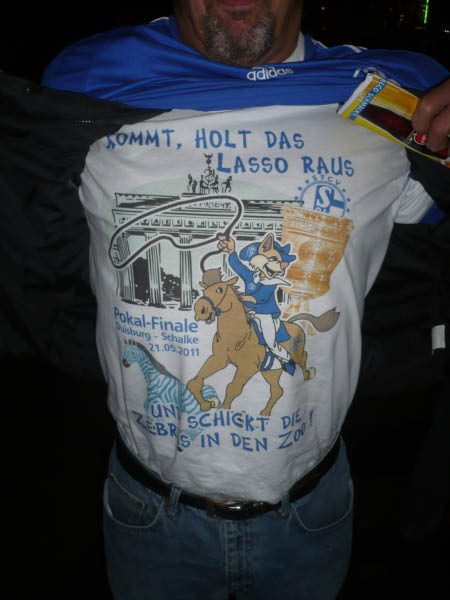 adidas
KOMMT, HOLT DAS
LASSO RAUS
Pokal-Finale
Duisburg - Schalke
21.05.2011
UND SCHICKT DIE
ZEBRAS IN DEN ZOO!